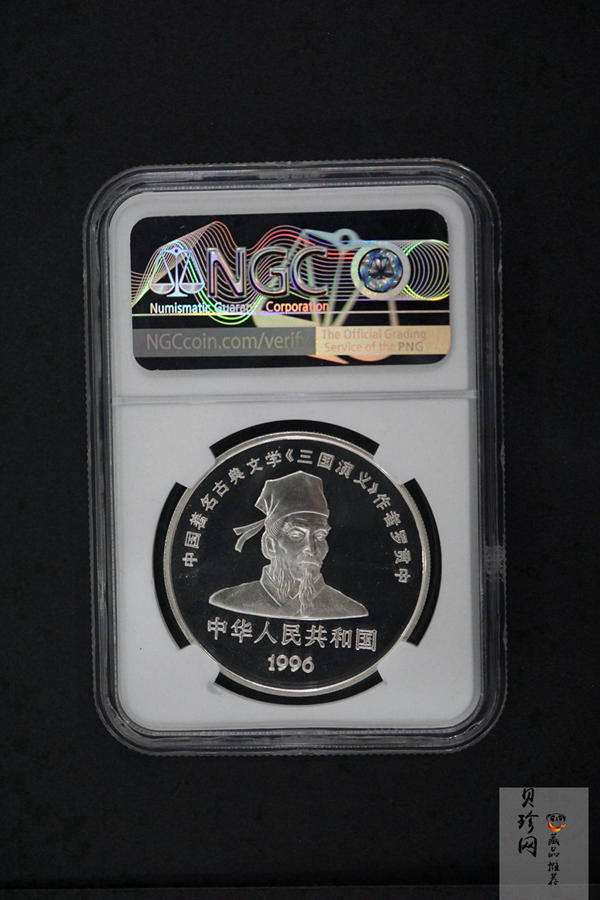 NGC
Numismatic Guaran Corporation
NGCcoin.com/verif
The Official Grading
Service of the PNG
中国著名古典文学《三国演义》作者罗贯中
中华人民共和国
1996
贝珍网
藏品推荐